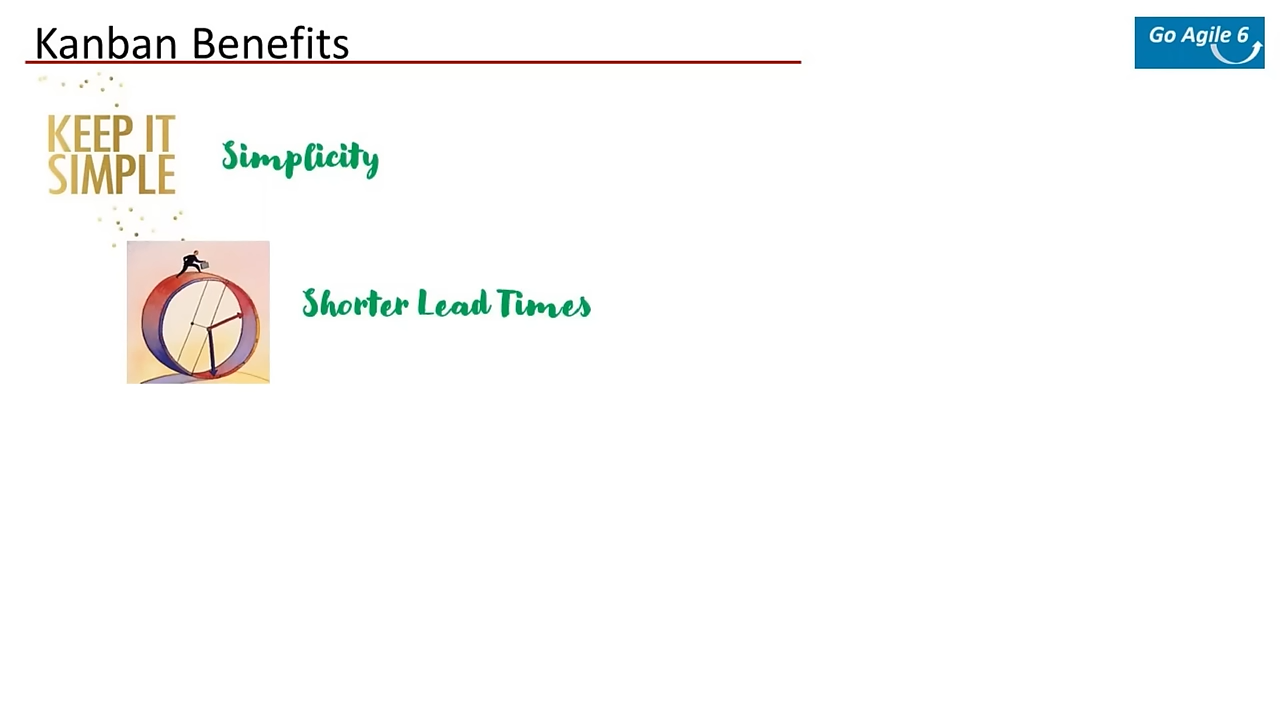 Kanban Benefits
Go Agile 6
KEEP IT
SIMPLE
Simplicity
Shorter Lead Times